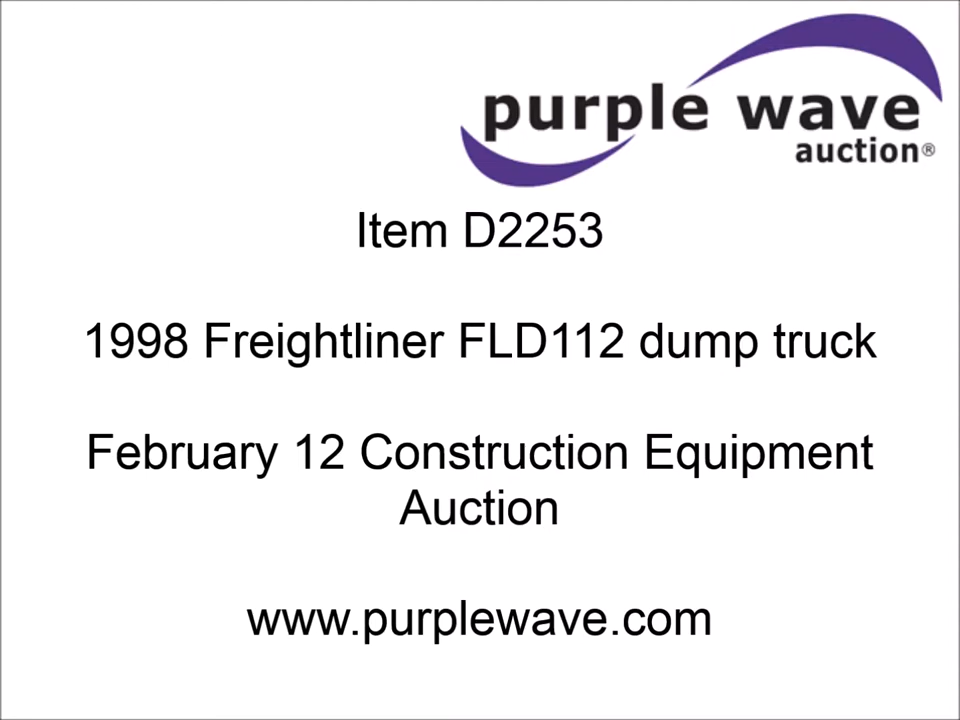 purple wave
auction®
Item D2253
1998 Freightliner FLD112 dump truck
February 12 Construction Equipment
Auction
www.purplewave.com